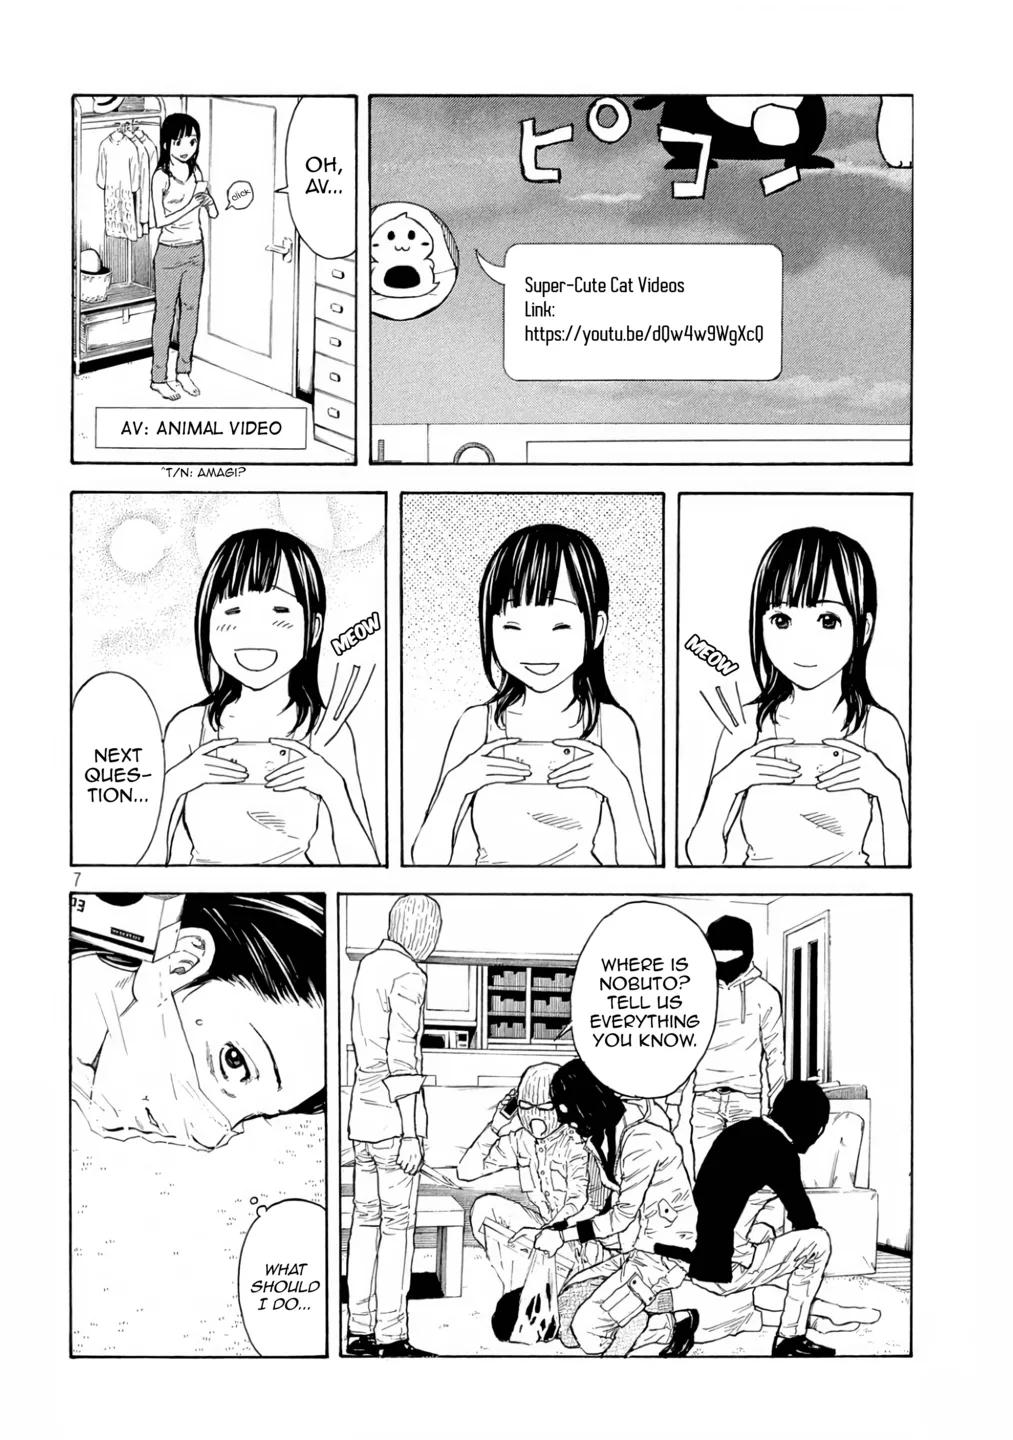 ピコン
Super-Cute Cat Videos
Link:
https://youtu.be/dQw4w9WgXcQ
OH,
AV...
click
AV: ANIMAL VIDEO
^T/N: AMAGI?
MEOW
MEOW
NEXT
QUES-
TION...
7
WHERE IS
NOBUTO?
TELL US
EVERYTHING
YOU KNOW.
WHAT
SHOULD
I DO...